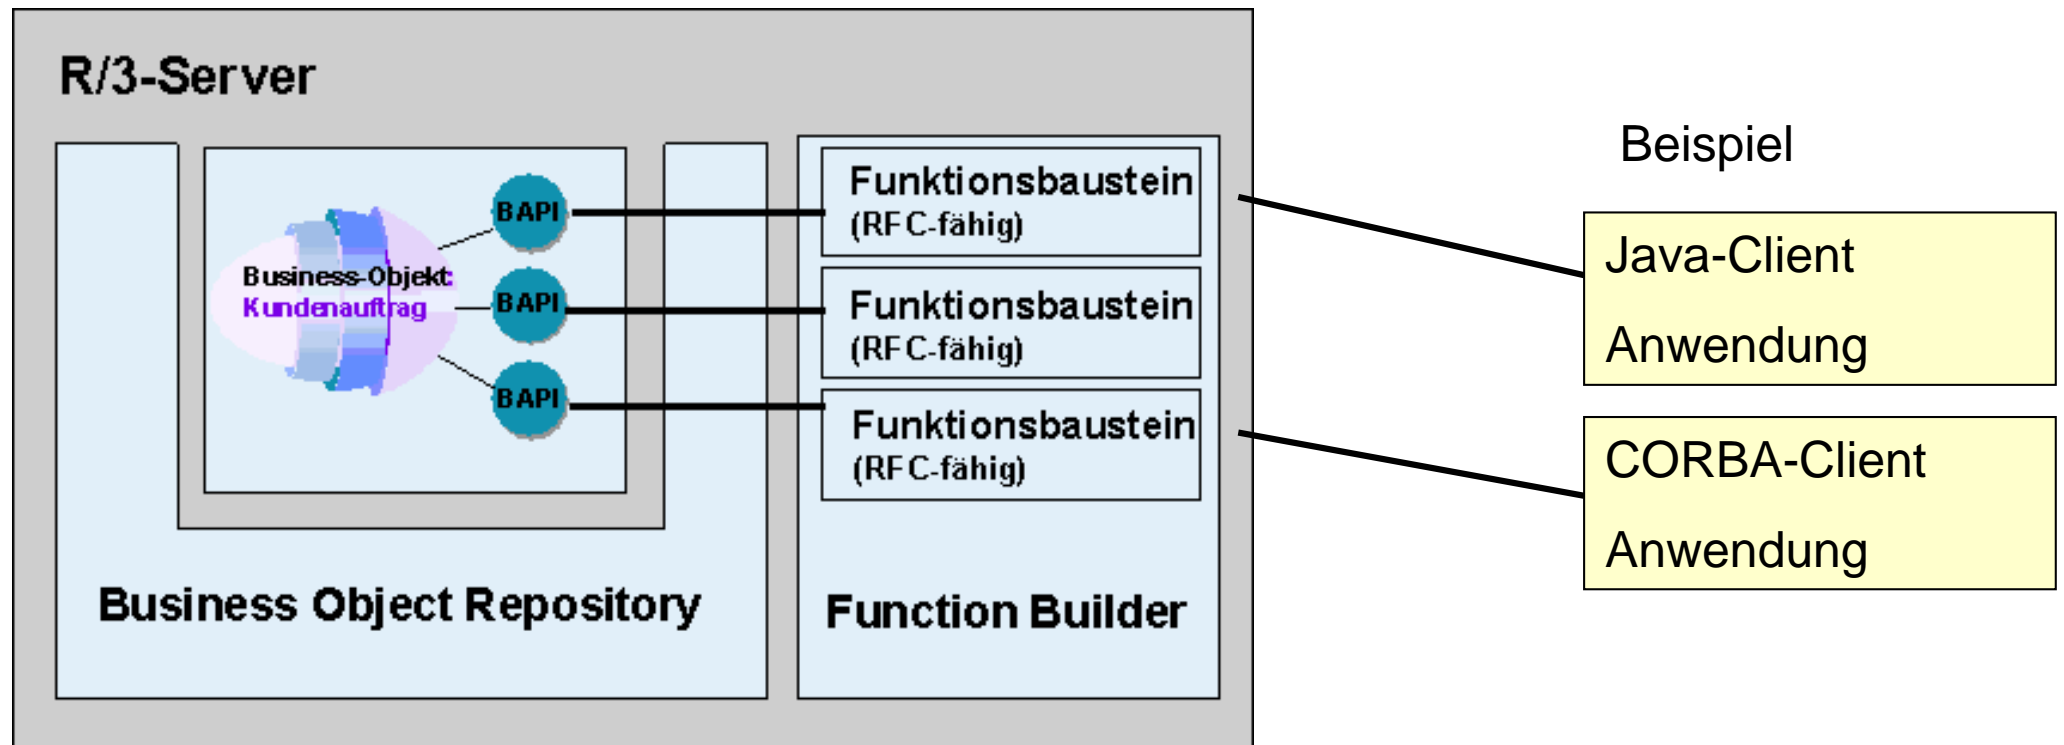 R/3-Server
Business-Objekt:
Kundenauftrag
BAPI
BAPI
BAPI
Business Object Repository
Funktionsbaustein
(RFC-fähig)
Funktionsbaustein
(RFC-fähig)
Funktionsbaustein
(RFC-fähig)
Function Builder
Beispiel
Java-Client
Anwendung
CORBA-Client
Anwendung